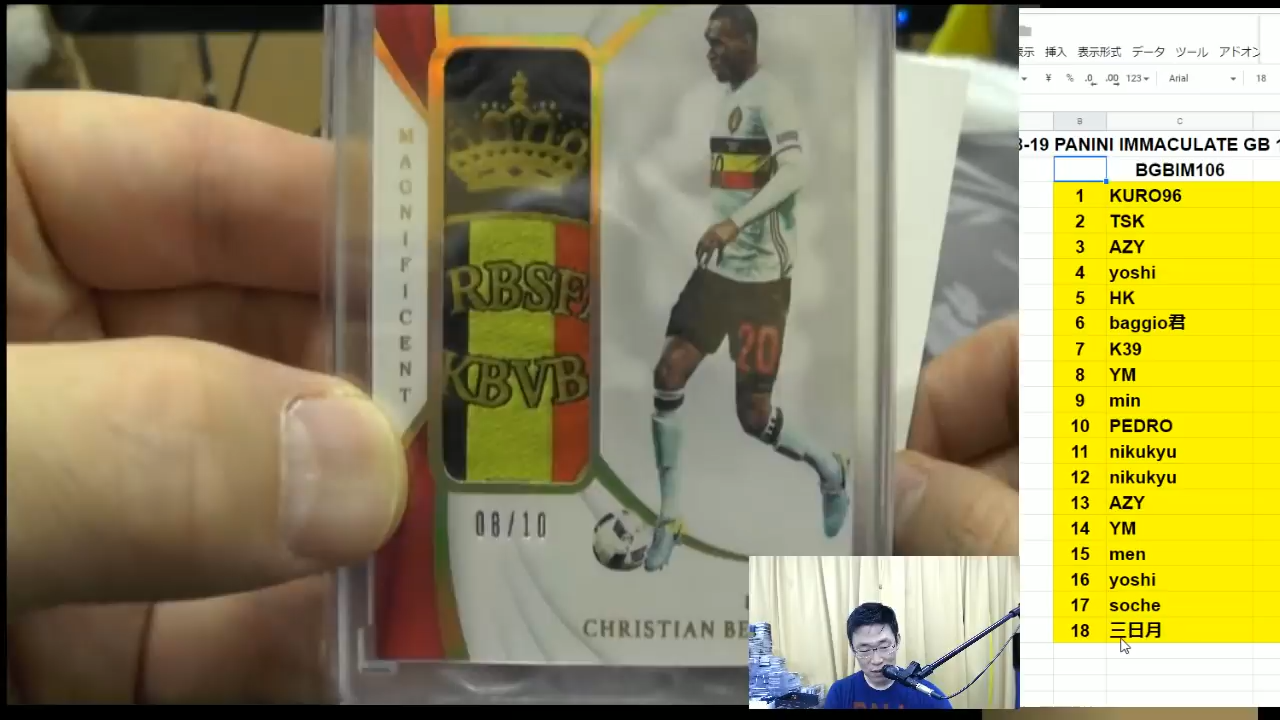 MAGNIFICENT
RBSFA
KBVB
20
08/10
CHRISTIAN BE
表示 挿入 表示形式 データ ツール アドオン
¥ % .0 .00 123 Arial 18
B C
8-19 PANINI IMMACULATE GB 1
BGBIM106
1 KURO96
2 TSK
3 AZY
4 yoshi
5 HK
6 baggio君
7 K39
8 YM
9 min
10 PEDRO
11 nikukyu
12 nikukyu
13 AZY
14 YM
15 men
16 yoshi
17 soche
18 三日月